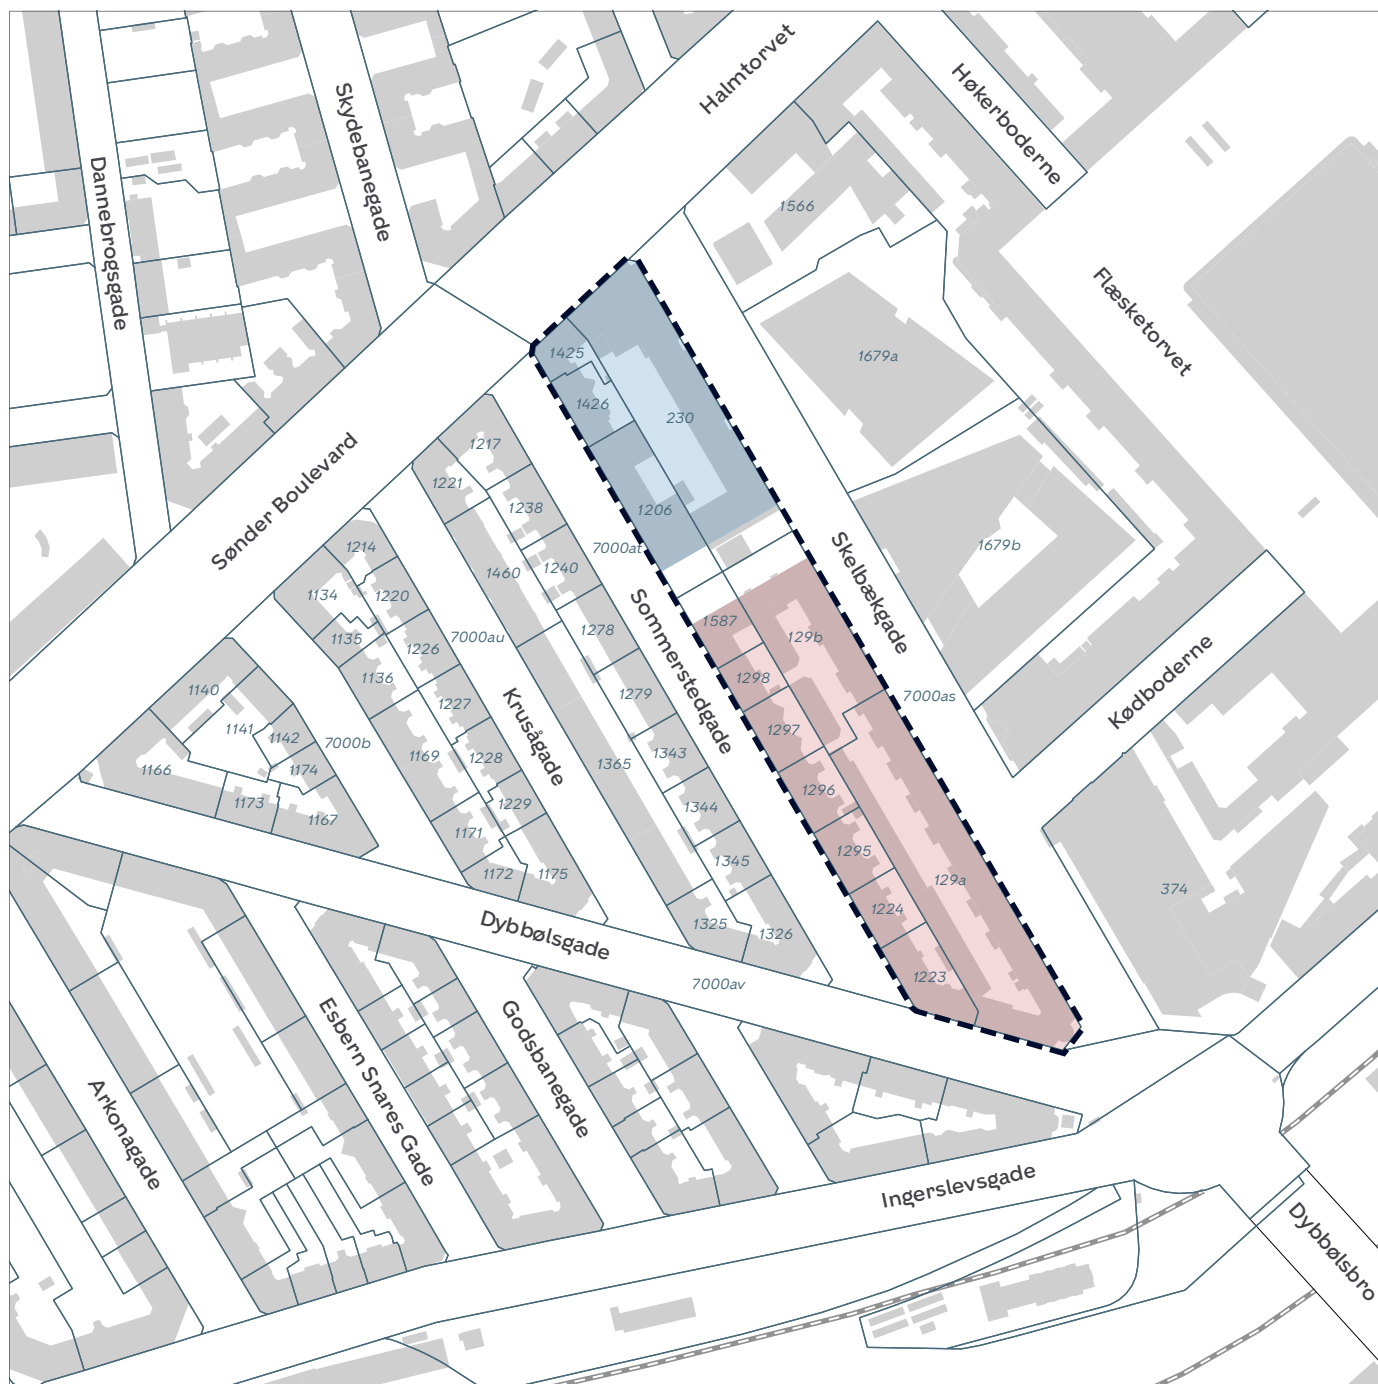 Halmtorvet
Høkerboderne
Skydebanegade
Dannebrogsgade
1566
Flæsketorvet
1425
1679a
1426
230
1217
Sønder Boulevard
1221
1206
1238
1214
7000at
1679b
1460
1240
Skelbækgade
1134
1220
Sommerstedgade
1587
1278
129b
1135
7000au
1226
1136
1298
Kødboderne
1140
1279
7000as
1227
Krusågade
1141
1142
7000b
1297
1169
1228
1343
1166
1174
1365
1296
1173
1229
1344
1167
1171
1295
1345
1172
1175
129a
374
1224
Dybbølsgade
1325
1326
1223
7000av
Esbern Snares Gade
Godsbanegade
Arkonagade
Ingerslevsgade
Dybbølsbro